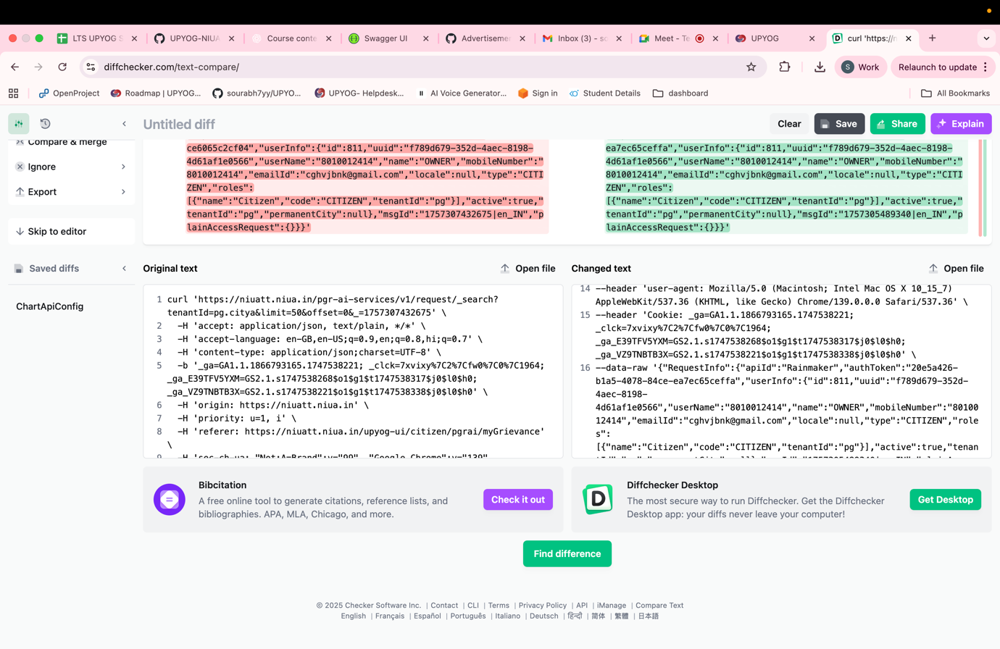 LTS UPYOG S
UPYOG-NIUA
Course conte
Swagger UI
Advertisemer
Inbox (3) - sc
Meet - Te
UPYOG
curl 'https://n
diffchecker.com/text-compare/
S
Work
Relaunch to update
OpenProject
Roadmap | UPYOG...
sourabh7yy/UPYO...
UPYOG- Helpdesk...
AI Voice Generator...
Sign in
Student Details
dashboard
All Bookmarks
Untitled diff
Clear
Save
Share
Explain
Compare & merge
Ignore
Export
Skip to editor
Saved diffs
ChartApiConfig
ce6065c2cf04","userInfo":{"id":811,"uuid":"f789d679-352d-4aec-8198-
4d61af1e0566","userName":"8010012414","name":"OWNER","mobileNumber":"
8010012414","emailId":"cghvjbnk@gmail.com","locale":null,"type":"CITI
ZEN","roles":
[{"name":"Citizen","code":"CITIZEN","tenantId":"pg"}],"active":true,"
tenantId":"pg","permanentCity":null},"msgId":"1757307432675|en_IN","p
lainAccessRequest":{}}}'
ea7ec65ceffa","userInfo":{"id":811,"uuid":"f789d679-352d-4aec-8198-
4d61af1e0566","userName":"8010012414","name":"OWNER","mobileNumber":"
8010012414","emailId":"cghvjbnk@gmail.com","locale":null,"type":"CITI
ZEN","roles":
[{"name":"Citizen","code":"CITIZEN","tenantId":"pg"}],"active":true,"
tenantId":"pg","permanentCity":null},"msgId":"1757305489340|en_IN","p
lainAccessRequest":{}}}'
Original text
Open file
1 curl 'https://niuatt.niua.in/pgr-ai-services/v1/request/_search?
tenantId=pg.citya&limit=50&offset=0&_=1757307432675' \
2 -H 'accept: application/json, text/plain, */*' \
3 -H 'accept-language: en-GB,en-US;q=0.9,en;q=0.8,hi;q=0.7' \
4 -H 'content-type: application/json;charset=UTF-8' \
5 -b '_ga=GA1.1.1866793165.1747538221; _clck=7xvixy%7C2%7Cfw0%7C0%7C1964;
_ga_E39TFV5YXM=GS2.1.s1747538268$o1$g1$t1747538317$j0$l0$h0;
_ga_VZ9TNBTB3X=GS2.1.s1747538221$o1$g1$t1747538338$j0$l0$h0' \
6 -H 'origin: https://niuatt.niua.in' \
7 -H 'priority: u=1, i' \
8 -H 'referer: https://niuatt.niua.in/upyog-ui/citizen/pgrai/myGrievance'
\
9 -H 'sec-ch-ua: "Not;A=Brand";v="99", "Google Chrome";v="139",
Changed text
Open file
14 --header 'user-agent: Mozilla/5.0 (Macintosh; Intel Mac OS X 10_15_7)
AppleWebKit/537.36 (KHTML, like Gecko) Chrome/139.0.0.0 Safari/537.36' \
15 --header 'Cookie: _ga=GA1.1.1866793165.1747538221;
_clck=7xvixy%7C2%7Cfw0%7C0%7C1964;
_ga_E39TFV5YXM=GS2.1.s1747538268$o1$g1$t1747538317$j0$l0$h0;
_ga_VZ9TNBTB3X=GS2.1.s1747538221$o1$g1$t1747538338$j0$l0$h0' \
16 --data-raw '{"RequestInfo":{"apiId":"Rainmaker","authToken":"20e5a426-
b1a5-4078-84ce-ea7ec65ceffa","userInfo":{"id":811,"uuid":"f789d679-352d-
4aec-8198-
4d61af1e0566","userName":"8010012414","name":"OWNER","mobileNumber":"8010
012414","emailId":"cghvjbnk@gmail.com","locale":null,"type":"CITIZEN","role
s":
[{"name":"Citizen","code":"CITIZEN","tenantId":"pg"}],"active":true,"tenan
Bibcitation
A free online tool to generate citations, reference lists, and
bibliographies. APA, MLA, Chicago, and more.
Check it out
D
Diffchecker Desktop
The most secure way to run Diffchecker. Get the Diffchecker
Desktop app: your diffs never leave your computer!
Get Desktop
Find difference
© 2025 Checker Software Inc. | Contact | CLI | Terms | Privacy Policy | API | iManage | Compare Text
English | Français | Español | Português | Italiano | Deutsch | हिन्दी | 简体 | 繁體 | 日本語